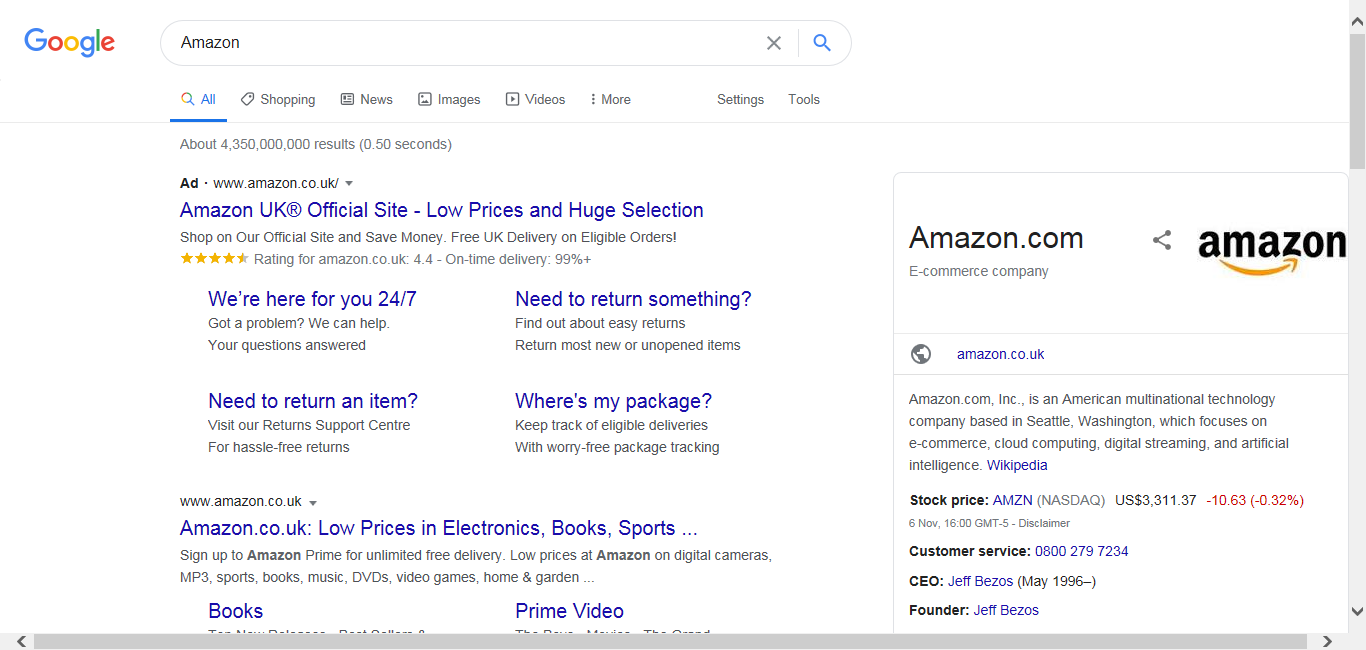 Google
Amazon
All Shopping News Images Videos More Settings Tools
About 4,350,000,000 results (0.50 seconds)
Ad · www.amazon.co.uk/
Amazon UK® Official Site - Low Prices and Huge Selection
Shop on Our Official Site and Save Money. Free UK Delivery on Eligible Orders!
Rating for amazon.co.uk: 4.4 - On-time delivery: 99%+
We're here for you 24/7
Got a problem? We can help.
Your questions answered
Need to return something?
Find out about easy returns
Return most new or unopened items
Need to return an item?
Visit our Returns Support Centre
For hassle-free returns
Where's my package?
Keep track of eligible deliveries
With worry-free package tracking
www.amazon.co.uk
Amazon.co.uk: Low Prices in Electronics, Books, Sports ...
Sign up to Amazon Prime for unlimited free delivery. Low prices at Amazon on digital cameras,
MP3, sports, books, music, DVDs, video games, home & garden ...
Books
Top New Releases - Best Sellers &
Prime Video
The Boys - Movies - The Grand
Amazon.com
E-commerce company
amazon
amazon.co.uk
Amazon.com, Inc., is an American multinational technology
company based in Seattle, Washington, which focuses on
e-commerce, cloud computing, digital streaming, and artificial
intelligence. Wikipedia
Stock price: AMZN (NASDAQ) US$3,311.37 -10.63 (-0.32%)
6 Nov, 16:00 GMT-5 - Disclaimer
Customer service: 0800 279 7234
CEO: Jeff Bezos (May 1996–)
Founder: Jeff Bezos